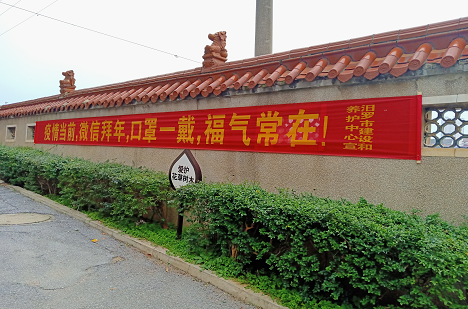 疫情当前,微信拜年,口罩一戴,福气常在!
汨罗市建设和
养护中心宣
爱护
花草树木